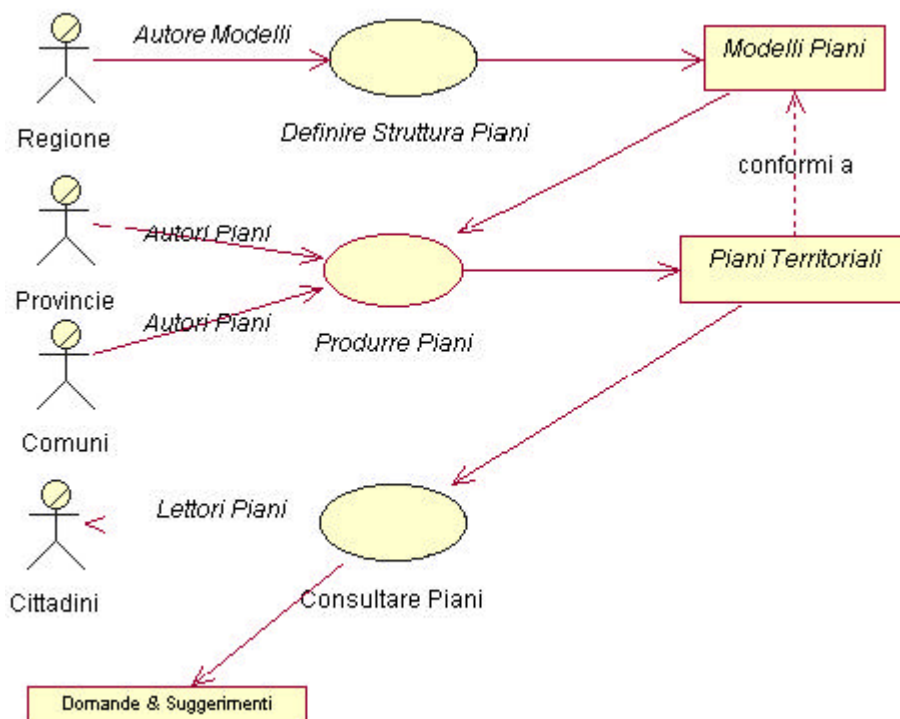 Autore Modelli
Modelli Piani
Regione
Definire Struttura Piani
conformi a
Autori Piani
Piani Territoriali
Provincie
Autori Piani
Produrre Piani
Comuni
Lettori Piani
Cittadini
Consultare Piani
Domande & Suggerimenti